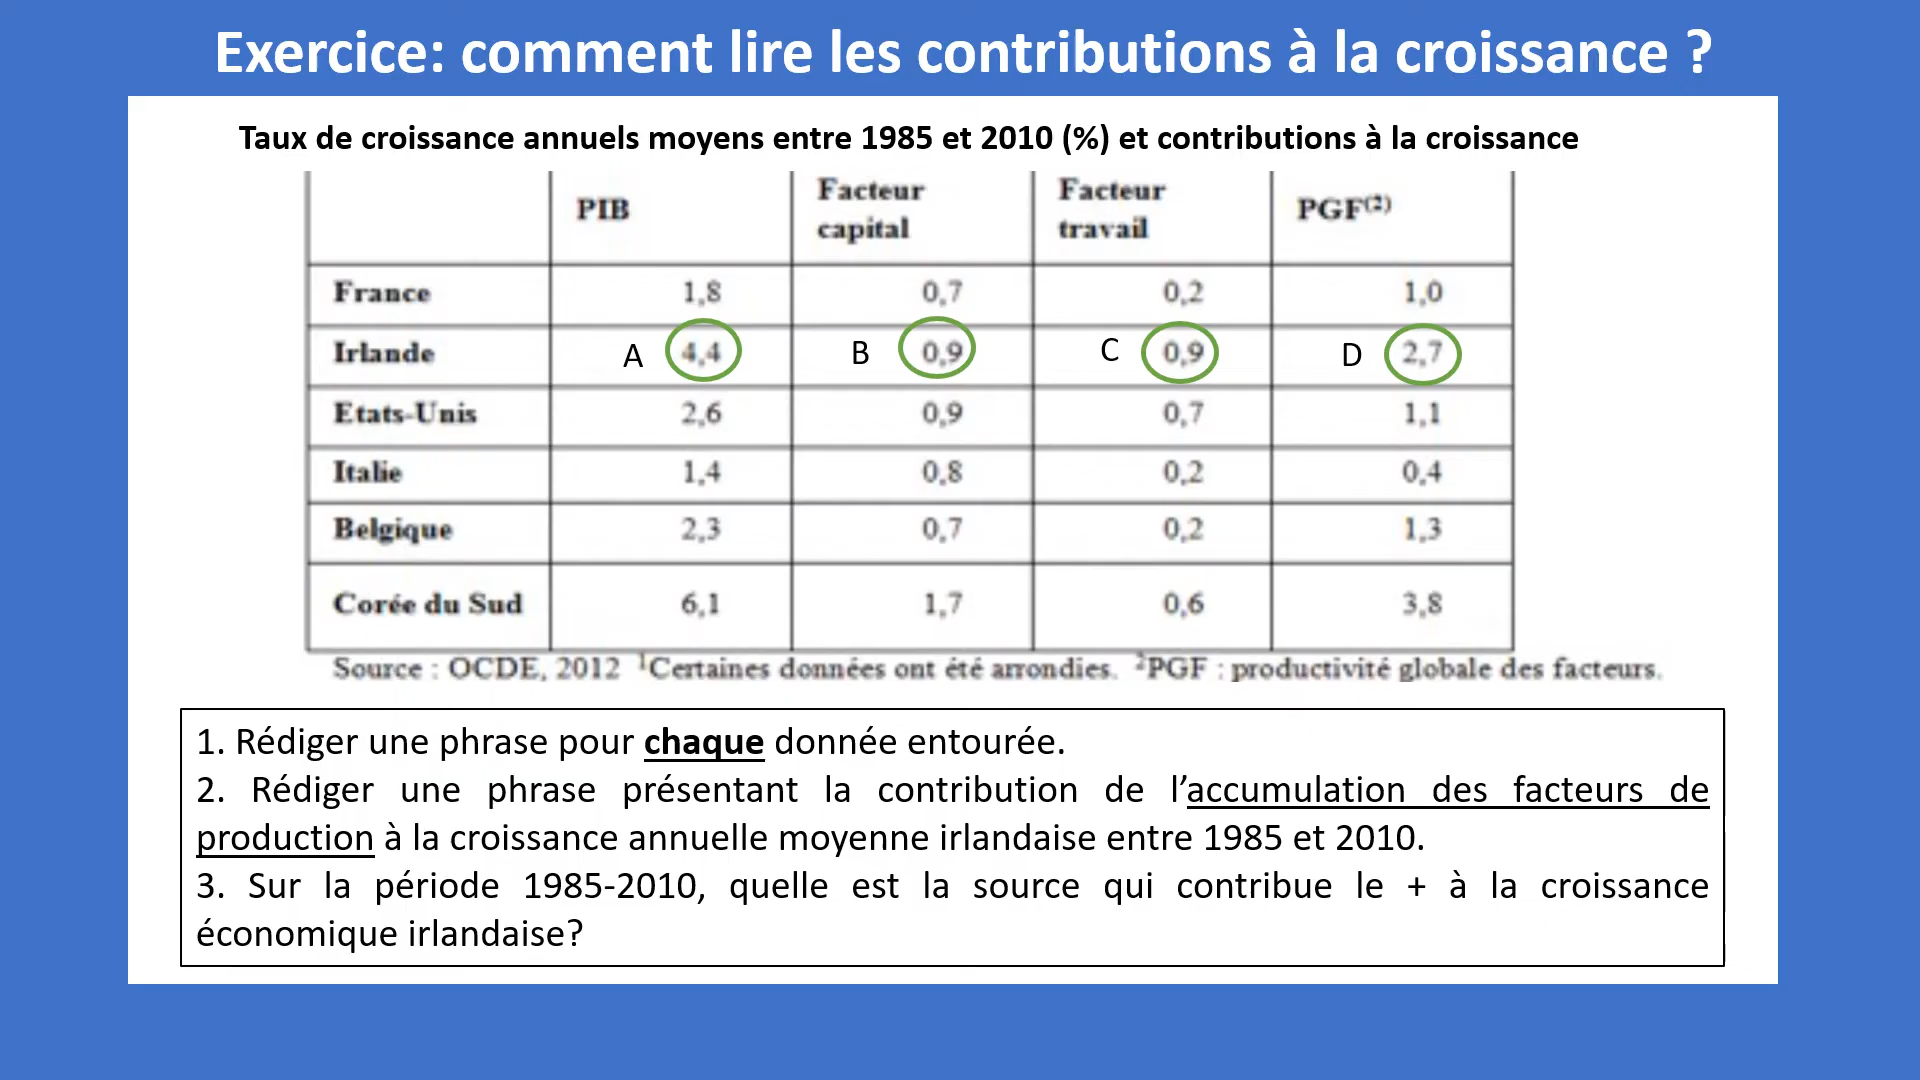 Exercice: comment lire les contributions à la croissance ?
Taux de croissance annuels moyens entre 1985 et 2010 (%) et contributions à la croissance
PIB Facteur capital Facteur travail PGF(2)
France 1,8 0,7 0,2 1,0
Irlande A 4,4 B 0,9 C 0,9 D 2,7
Etats-Unis 2,6 0,9 0,7 1,1
Italie 1,4 0,8 0,2 0,4
Belgique 2,3 0,7 0,2 1,3
Corée du Sud 6,1 1,7 0,6 3,8
Source : OCDE, 2012 ¹Certaines données ont été arrondies. ²PGF : productivité globale des facteurs.
1. Rédiger une phrase pour chaque donnée entourée.
2. Rédiger une phrase présentant la contribution de l’accumulation des facteurs de
production à la croissance annuelle moyenne irlandaise entre 1985 et 2010.
3. Sur la période 1985-2010, quelle est la source qui contribue le + à la croissance
économique irlandaise?